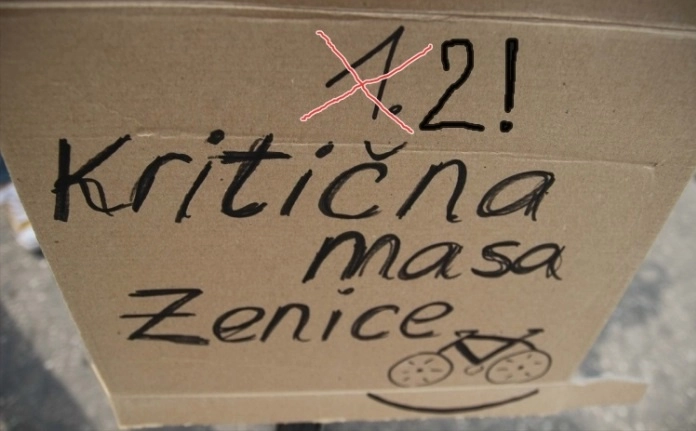 1. 2!
Kritična
masa
Zenice